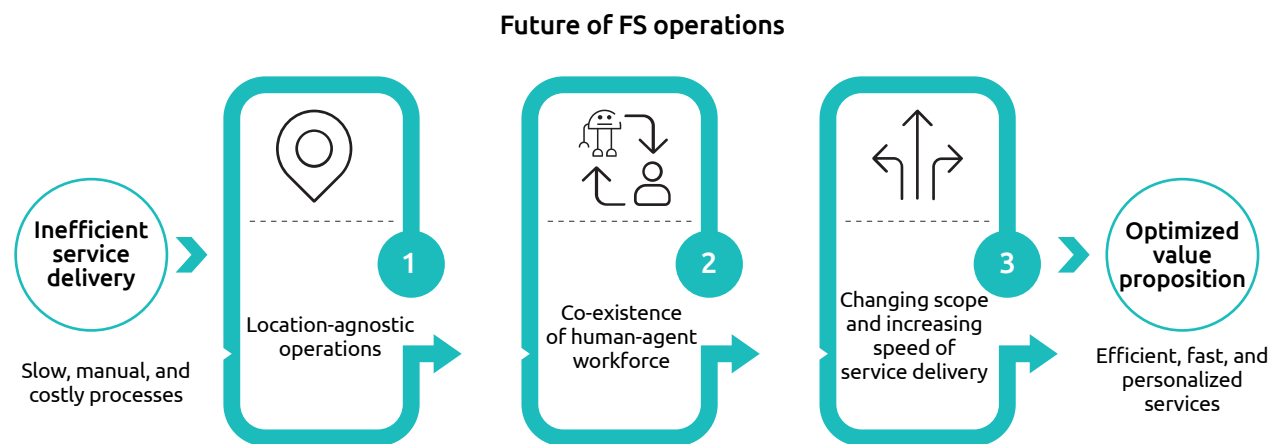 Future of FS operations
Inefficient
service
delivery
Slow, manual, and
costly processes
1
Location-agnostic
operations
2
Co-existence
of human-agent
workforce
3
Changing scope
and increasing
speed of
service delivery
Optimized
value
proposition
Efficient, fast, and
personalized
services